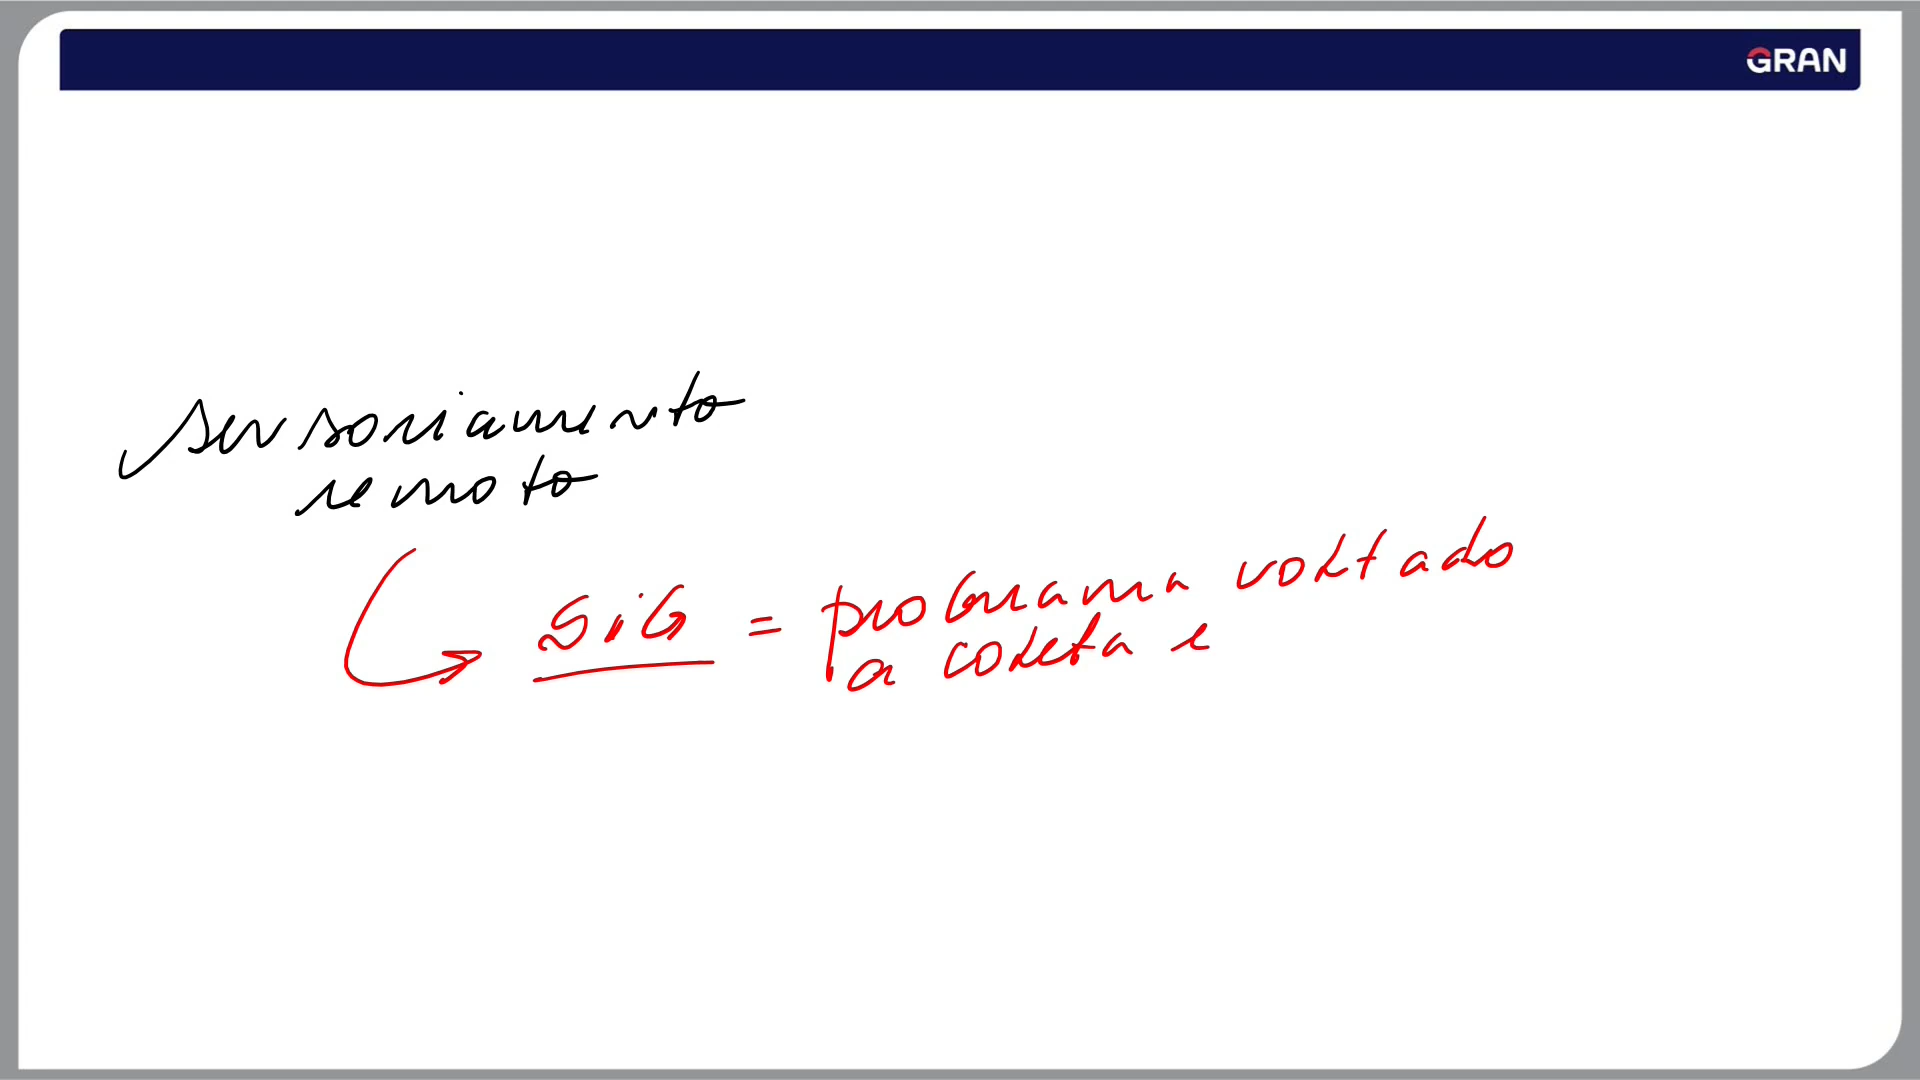 GRAN
sensoriamento
remoto
SiG = programa voltado
a coleta e